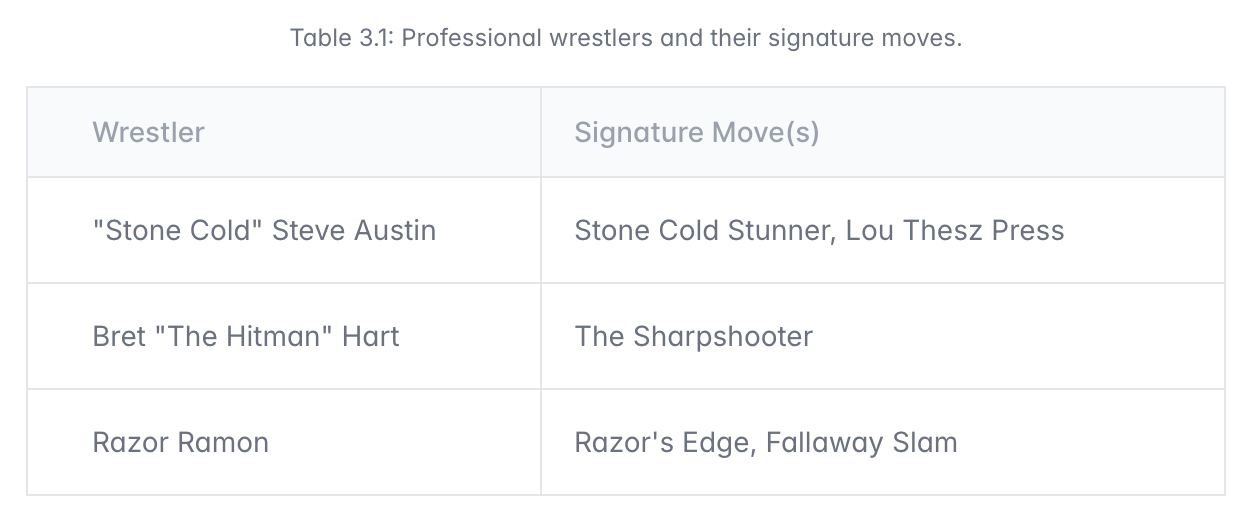 Table 3.1: Professional wrestlers and their signature moves.
Wrestler Signature Move(s)
"Stone Cold" Steve Austin Stone Cold Stunner, Lou Thesz Press
Bret "The Hitman" Hart The Sharpshooter
Razor Ramon Razor's Edge, Fallaway Slam